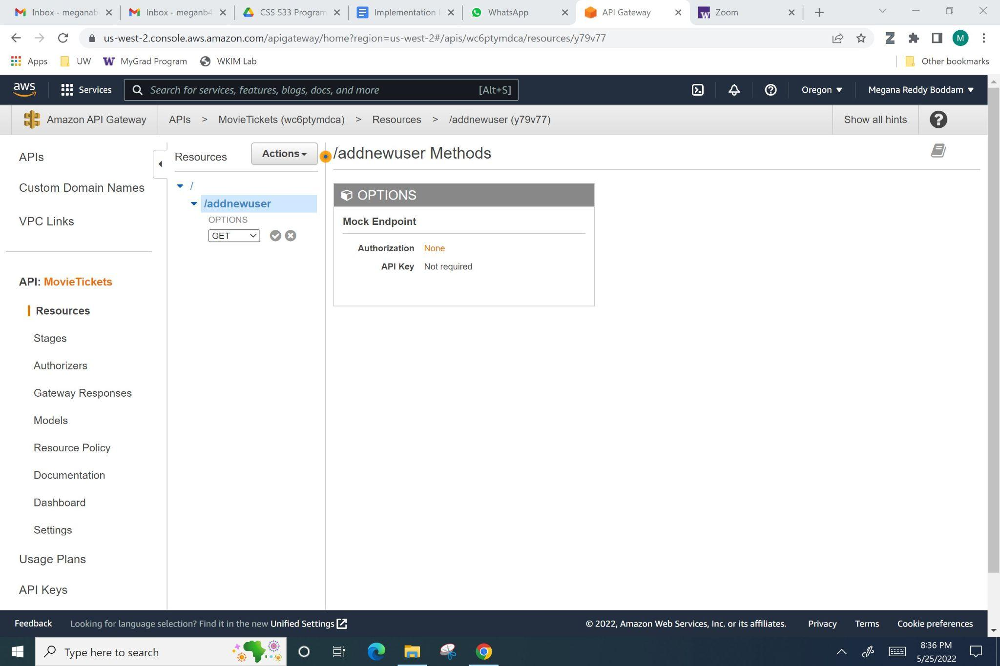 Inbox - meganab
Inbox - meganb4
CSS 533 Program
Implementation
WhatsApp
API Gateway
Zoom
us-west-2.console.aws.amazon.com/apigateway/home?region=us-west-2#/apis/wc6ptymdca/resources/y79v77
M
Apps
UW
MyGrad Program
WKIM Lab
Other bookmarks
aws
Services
Search for services, features, blogs, docs, and more
[Alt+S]
Oregon
Megana Reddy Boddam
Amazon API Gateway
APIs > MovieTickets (wc6ptymdca) > Resources > /addnewuser (y79v77)
Show all hints
APIs
Custom Domain Names
VPC Links
API: MovieTickets
Resources
Stages
Authorizers
Gateway Responses
Models
Resource Policy
Documentation
Dashboard
Settings
Usage Plans
API Keys
Resources
Actions
/
/addnewuser
OPTIONS
GET
/addnewuser Methods
OPTIONS
Mock Endpoint
Authorization None
API Key Not required
Feedback
Looking for language selection? Find it in the new Unified Settings
© 2022, Amazon Web Services, Inc. or its affiliates.
Privacy
Terms
Cookie preferences
Type here to search
8:36 PM
5/25/2022